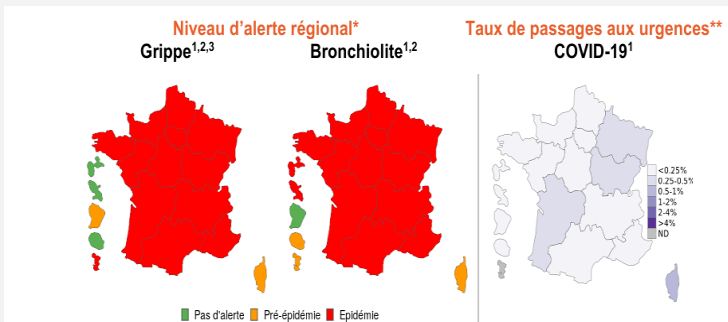 Niveau d'alerte régional*
Grippe1,2,3
Bronchiolite1,2
Pas d'alerte
Pré-épidémie
Epidémie
Taux de passages aux urgences**
COVID-191
<0.25%
0.25-0.5%
0.5-1%
1-2%
2-4%
>4%
ND